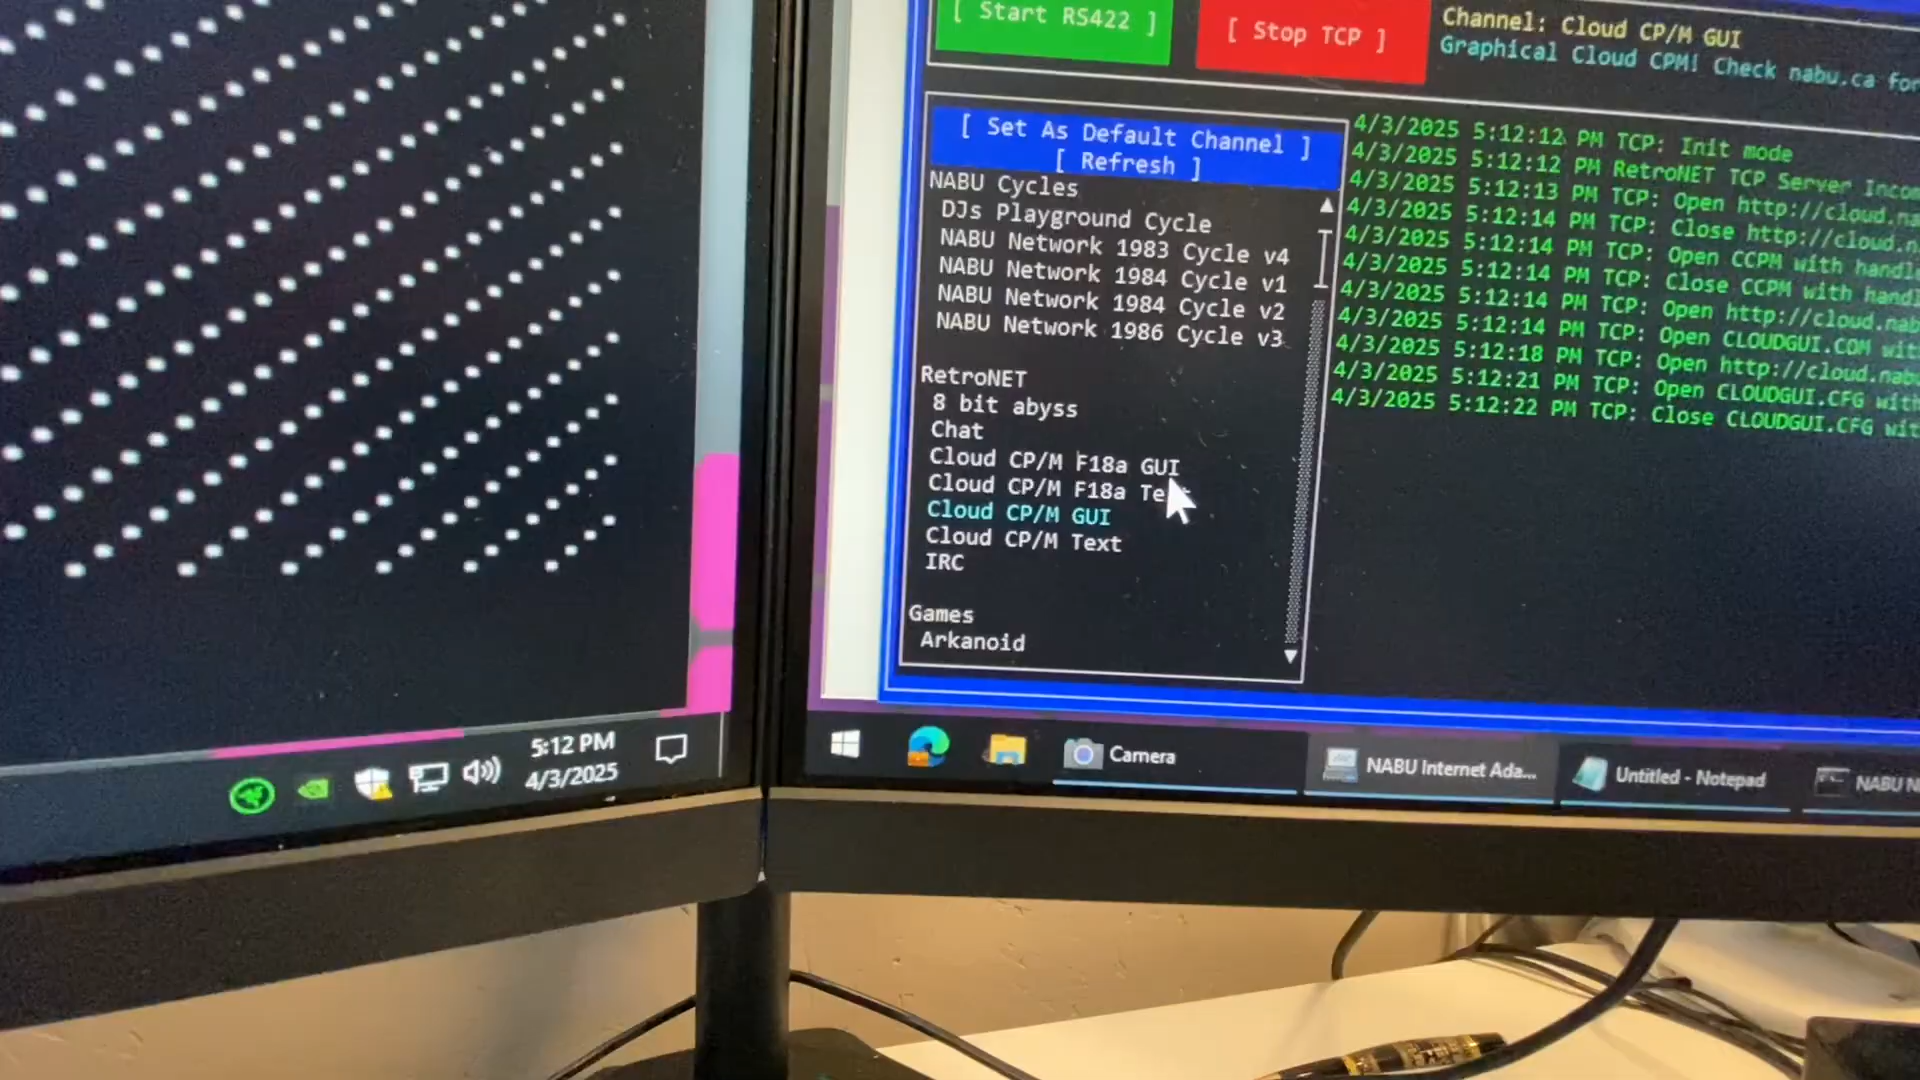 [ Start RS422 ]
[ Stop TCP ]
Channel: Cloud CP/M GUI
Graphical Cloud CPM! Check nabu.ca for
[ Set As Default Channel ]
[ Refresh ]
NABU Cycles
DJs Playground Cycle
NABU Network 1983 Cycle v4
NABU Network 1984 Cycle v1
NABU Network 1984 Cycle v2
NABU Network 1986 Cycle v3
RetroNET
8 bit abyss
Chat
Cloud CP/M F18a GUI
Cloud CP/M F18a Te
Cloud CP/M GUI
Cloud CP/M Text
IRC
Games
Arkanoid
4/3/2025 5:12:12 PM TCP: Init mode
4/3/2025 5:12:12 PM RetroNET TCP Server Incom
4/3/2025 5:12:13 PM TCP: Open http://cloud.na
4/3/2025 5:12:14 PM TCP: Close http://cloud.n
4/3/2025 5:12:14 PM TCP: Open CCPM with handle
4/3/2025 5:12:14 PM TCP: Close CCPM with hand
4/3/2025 5:12:14 PM TCP: Open http://cloud.nab
4/3/2025 5:12:14 PM TCP: Open CLOUDGUI.COM wit
4/3/2025 5:12:18 PM TCP: Open http://cloud.nabu
4/3/2025 5:12:21 PM TCP: Open CLOUDGUI.CFG with
4/3/2025 5:12:22 PM TCP: Close CLOUDGUI.CFG wit
5:12 PM
4/3/2025
Camera
NABU Internet Ada...
Untitled - Notepad
NABU N